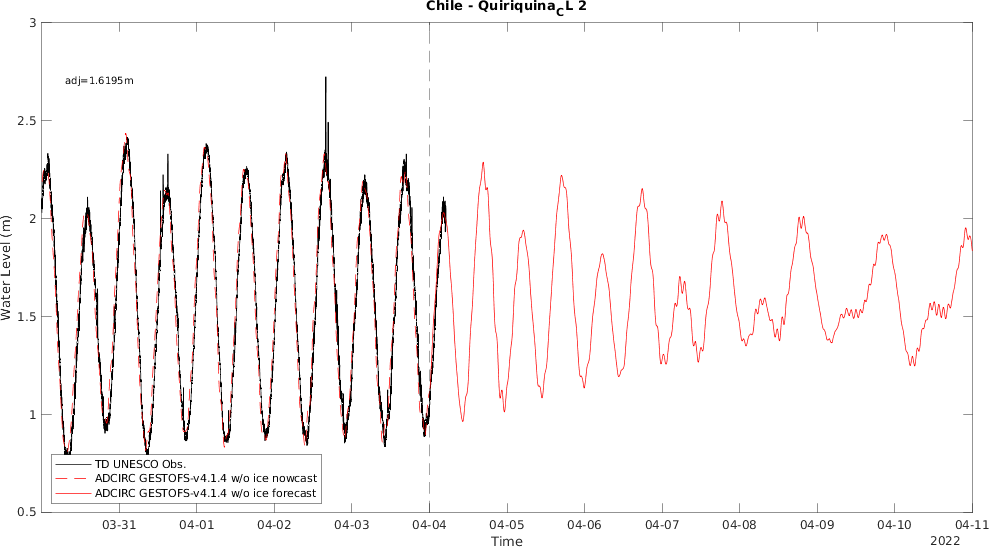 Chile - Quiriquina_CL 2
adj=1.6195m
Water Level (m)
3
2.5
2
1.5
1
0.5
TD UNESCO Obs.
ADCIRC GESTOFS-v4.1.4 w/o ice nowcast
ADCIRC GESTOFS-v4.1.4 w/o ice forecast
03-31 04-01 04-02 04-03 04-04 04-05 04-06 04-07 04-08 04-09 04-10 04-11
Time
2022